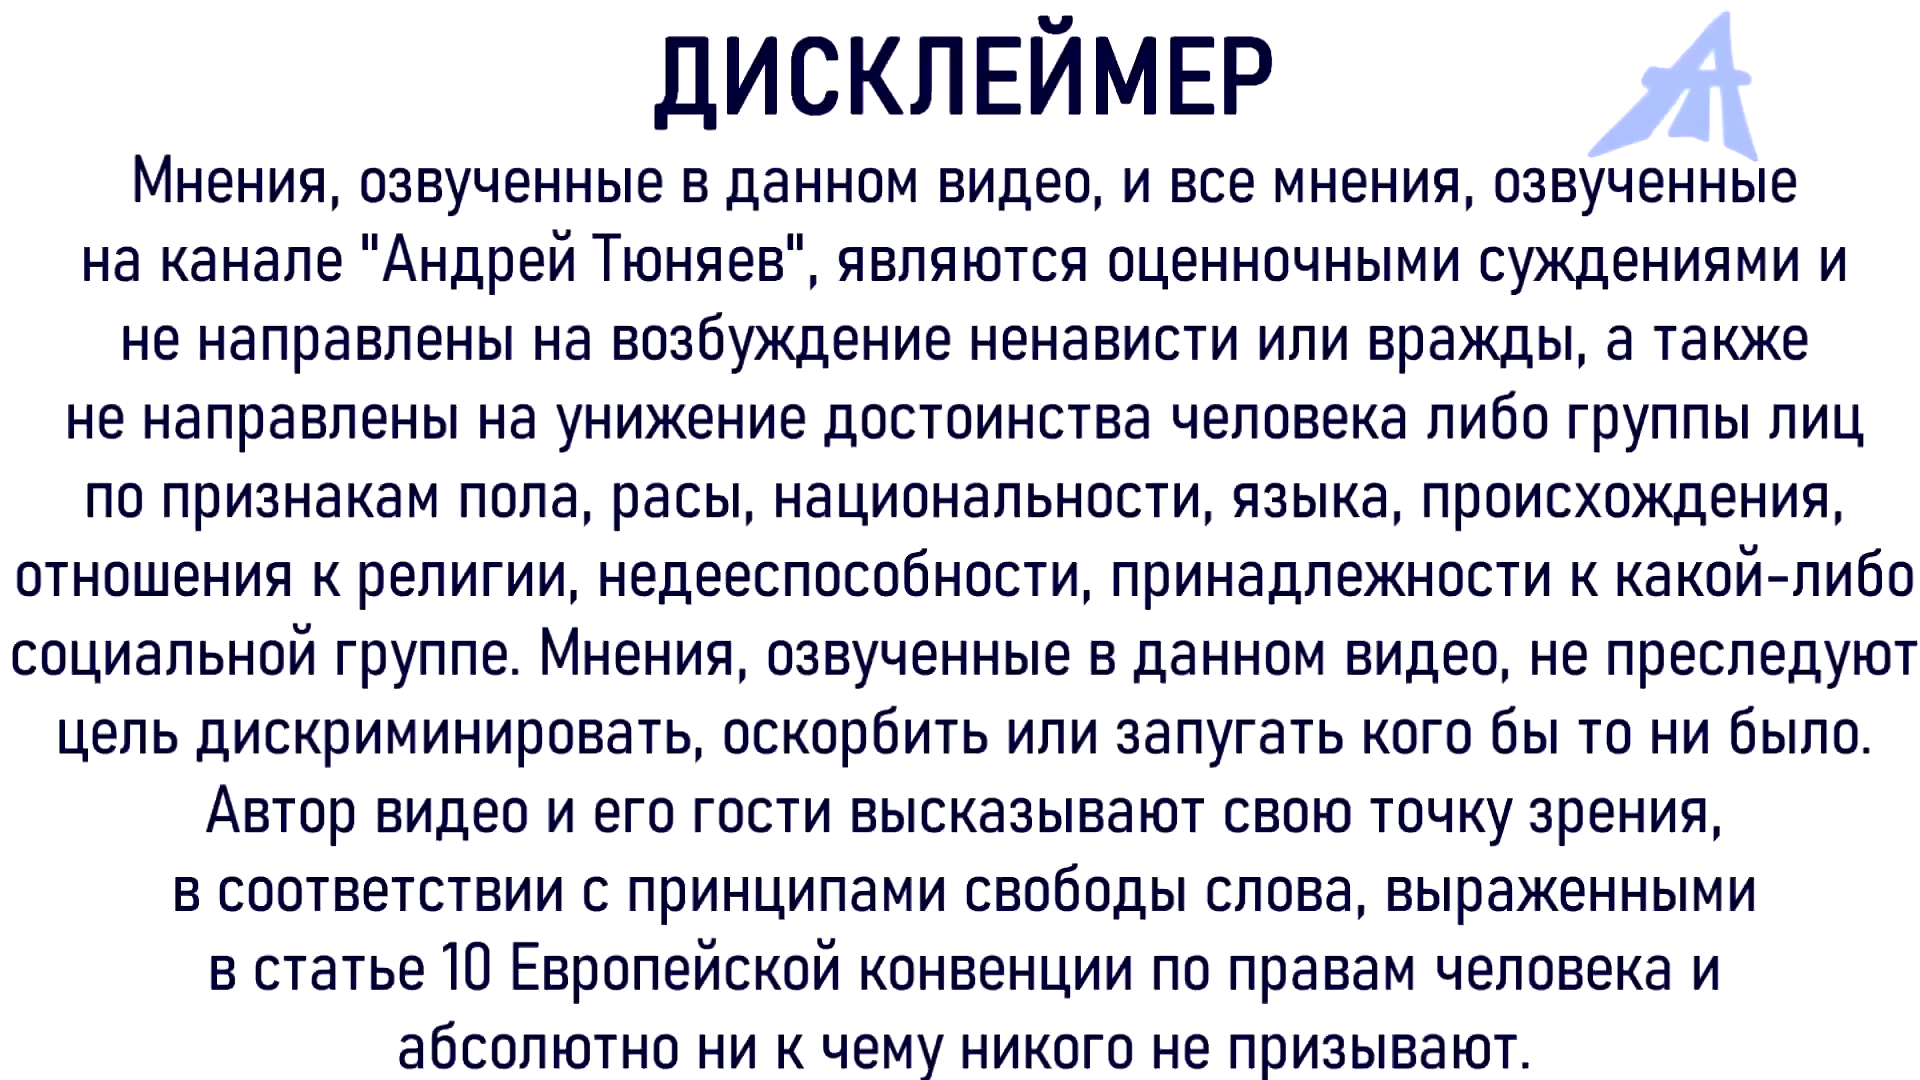 ДИСКЛЕЙМЕР
Мнения, озвученные в данном видео, и все мнения, озвученные
на канале "Андрей Тюняев", являются оценночными суждениями и
не направлены на возбуждение ненависти или вражды, а также
не направлены на унижение достоинства человека либо группы лиц
по признакам пола, расы, национальности, языка, происхождения,
отношения к религии, недееспособности, принадлежности к какой-либо
социальной группе. Мнения, озвученные в данном видео, не преследуют
цель дискриминировать, оскорбить или запугать кого бы то ни было.
Автор видео и его гости высказывают свою точку зрения,
в соответствии с принципами свободы слова, выраженными
в статье 10 Европейской конвенции по правам человека и
абсолютно ни к чему никого не призывают.